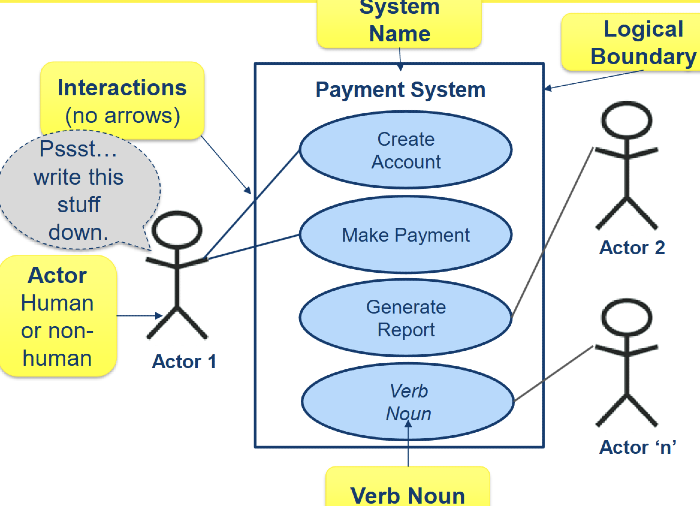 System
Name
Logical
Boundary
Interactions
(no arrows)
Payment System
Create
Account
Pssst…
write this
stuff
down.
Make Payment
Actor 2
Actor
Human
or non-
human
Generate
Report
Actor 1
Verb
Noun
Actor ‘n’
Verb Noun